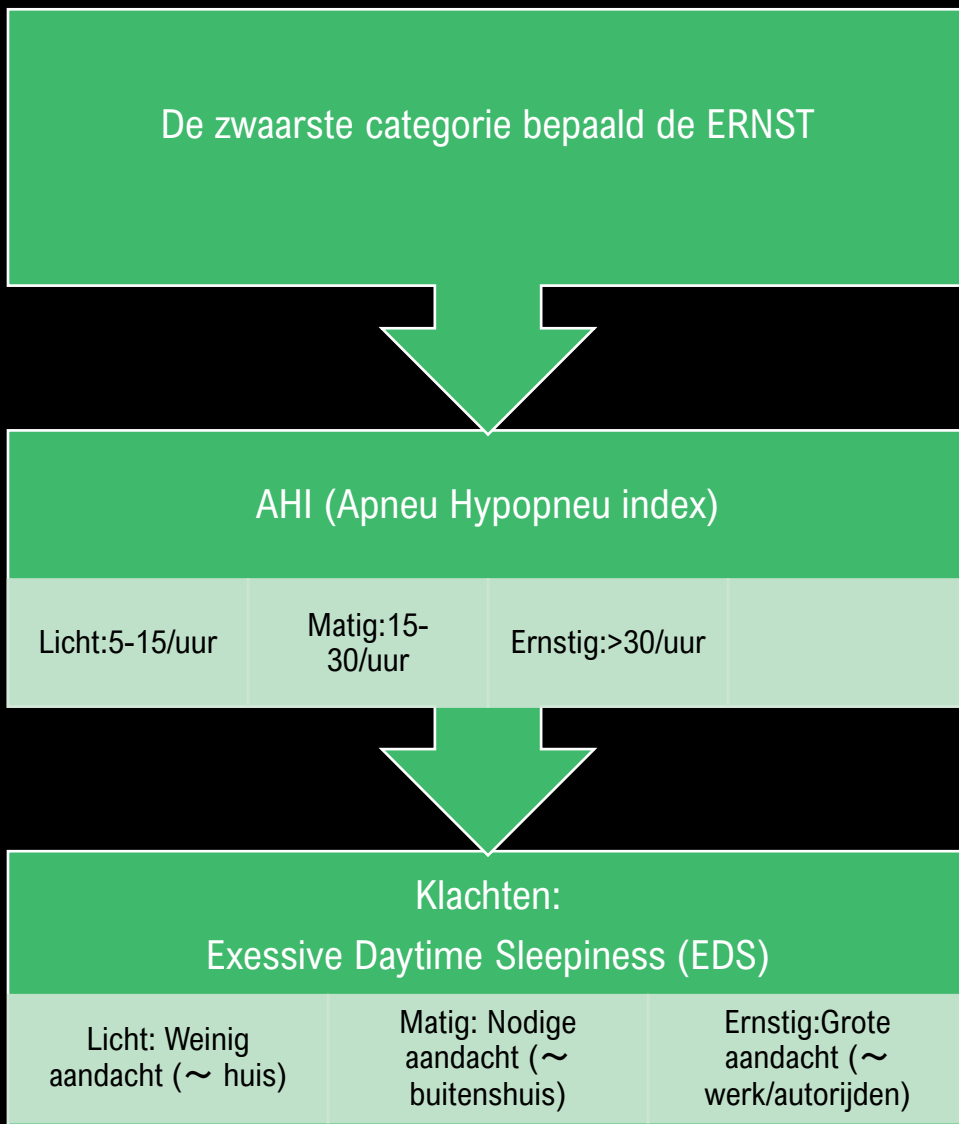 De zwaarste categorie bepaald de ERNST
AHI (Apneu Hypopneu index)
Licht:5-15/uur
Matig:15-
30/uur
Ernstig:>30/uur
Klachten:
Exessive Daytime Sleepiness (EDS)
Licht: Weinig
aandacht (~ huis)
Matig: Nodige
aandacht (~
buitenshuis)
Ernstig:Grote
aandacht (~
werk/autorijden)